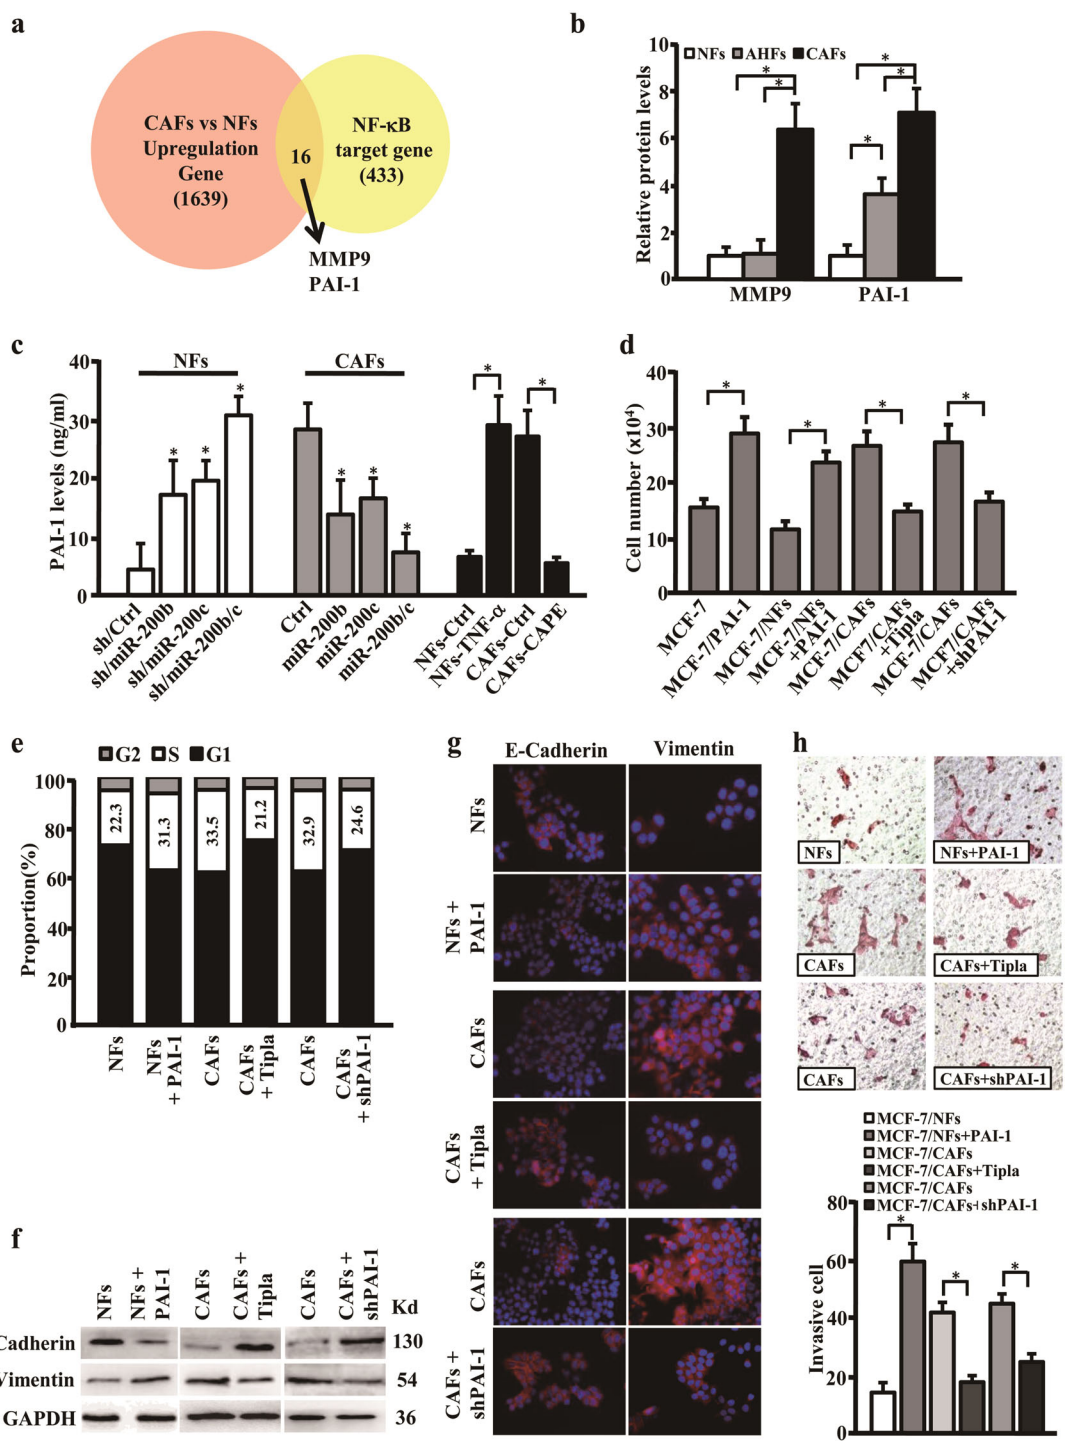 a
CAFs vs NFs
Upregulation
Gene
(1639)
16
NF-κB
target gene
(433)
MMP9
PAI-1
b
NFs AHFs CAFs
Relative protein levels
10
8
6
4
2
0
* * * * *
MMP9 PAI-1
c
NFs CAFs
PAI-1 levels (ng/ml)
40
30
20
10
0
* * * * * * * *
sh/Ctrl
sh/miR-200b
sh/miR-200c
sh/miR-200b/c
Ctrl
miR-200b
miR-200c
miR-200b/c
NFs-Ctrl
NFs-TNF-α
CAFs-Ctrl
CAFs-CAPE
d
Cell number (x10⁴)
40
30
20
10
0
* * * *
MCF-7
MCF-7/PAI-1
MCF-7/NFs
MCF-7/NFs
+PAI-1
MCF-7/CAFs
MCF7/CAFs
+Tipla
MCF-7/CAFs
MCF7/CAFs
+shPAI-1
e
G2 S G1
Proportion(%)
100
80
60
40
20
0
22.3 31.3 33.5 21.2 32.9 24.6
NFs
NFs
+ PAI-1
CAFs
CAFs
+ Tipla
CAFs
CAFs
+ shPAI-1
f
NFs
NFs +
PAI-1
CAFs
CAFs +
Tipla
CAFs
CAFs +
shPAI-1
Kd
Cadherin 130
Vimentin 54
GAPDH 36
g
E-Cadherin Vimentin
NFs
NFs +
PAI-1
CAFs
CAFs
+ Tipla
CAFs
CAFs +
shPAI-1
h
NFs NFs+PAI-1
CAFs CAFs+Tipla
CAFs CAFs+shPAI-1
MCF-7/NFs
MCF-7/NFs+PAI-1
MCF-7/CAFs
MCF-7/CAFs+Tipla
MCF-7/CAFs
MCF-7/CAFs+shPAI-1
Invasive cell
80
60
40
20
0
* * *